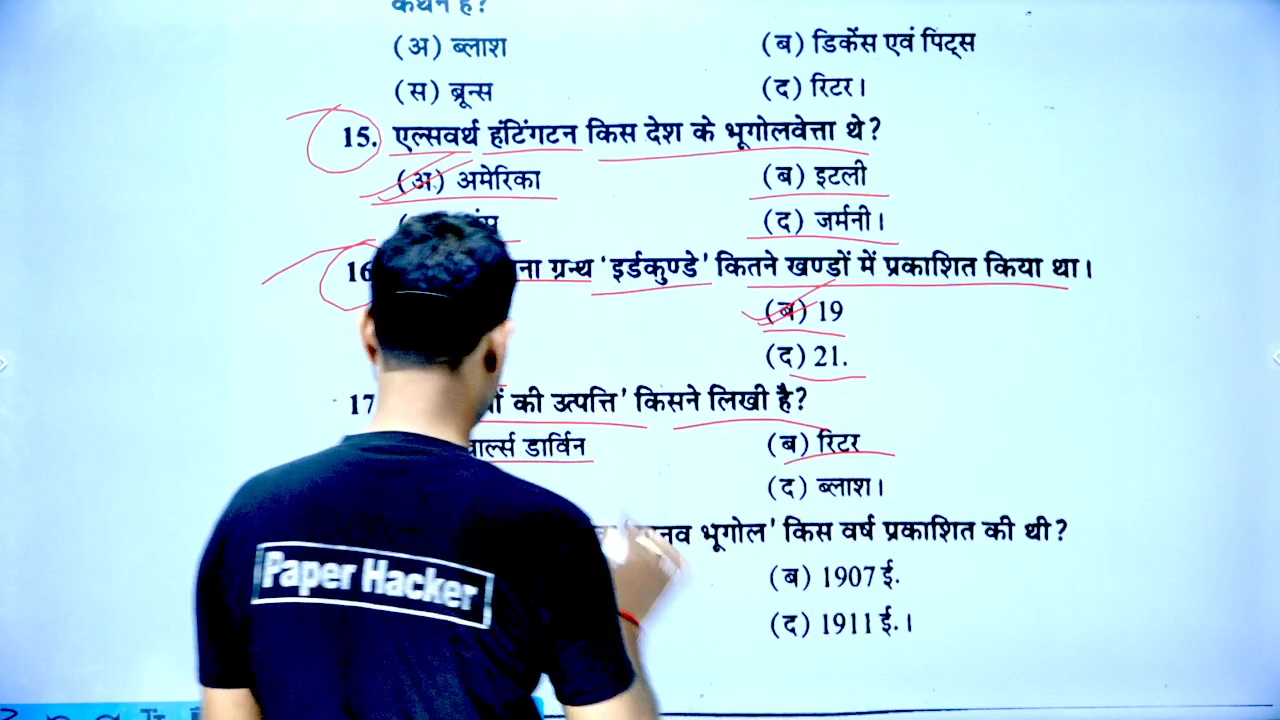 कथन है?
(अ) ब्लाश (ब) डिकेंस एवं पिट्स
(स) ब्रून्स (द) रिटर।
15. एल्सवर्थ हंटिंगटन किस देश के भूगोलवेत्ता थे?
(अ) अमेरिका (ब) इटली
(द) जर्मनी।
16 ग्रन्थ 'इर्डकुण्डे' कितने खण्डों में प्रकाशित किया था।
(ब) 19
(द) 21.
17 की उत्पत्ति' किसने लिखी है?
डार्विन (ब) रिटर
(द) ब्लाश।
भूगोल' किस वर्ष प्रकाशित की थी?
(ब) 1907 ई.
(द) 1911 ई.।
Paper Hacker